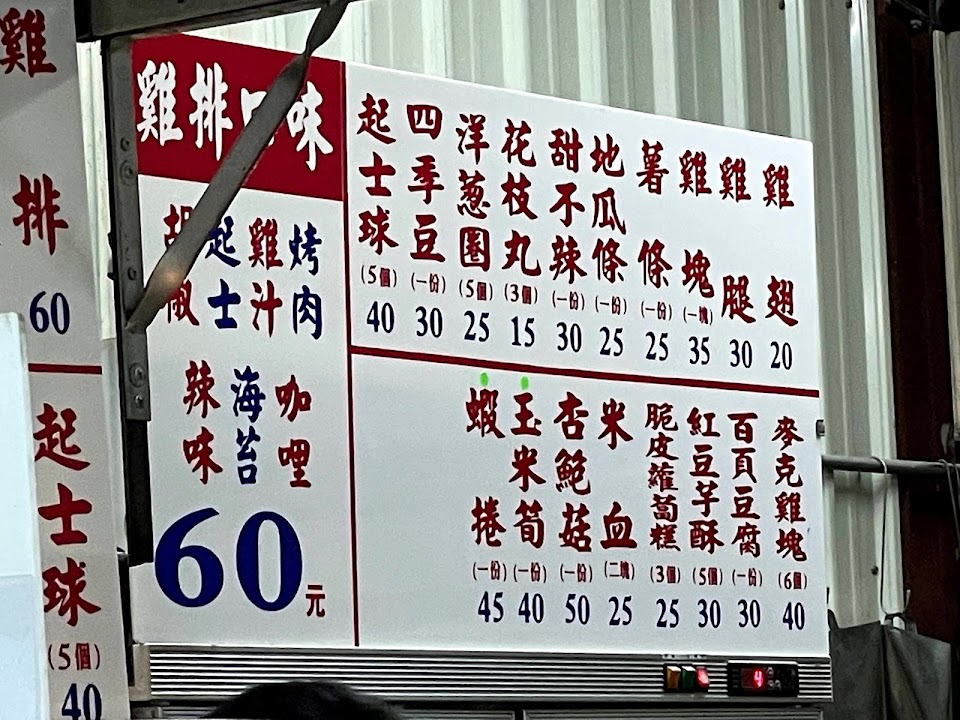 雞排
60
起士球
(5個)
40
雞排口味
烤肉
雞汁
起士
胡椒
咖哩
海苔
辣味
60元
雞翅 20
雞腿 30
雞塊 (一塊) 35
薯條 (一份) 25
地瓜條 (一份) 25
甜不辣 (一份) 30
花枝丸 (3個) 15
洋蔥圈 (5個) 25
四季豆 (一份) 30
起士球 (5個) 40
麥克雞塊 (6個) 40
百頁豆腐 (一份) 30
紅豆芋酥 (5個) 30
脆皮蘿蔔糕 (3個) 25
米血 (二塊) 25
杏鮑菇 (一份) 50
玉米筍 (一份) 40
蝦捲 (一份) 45
4